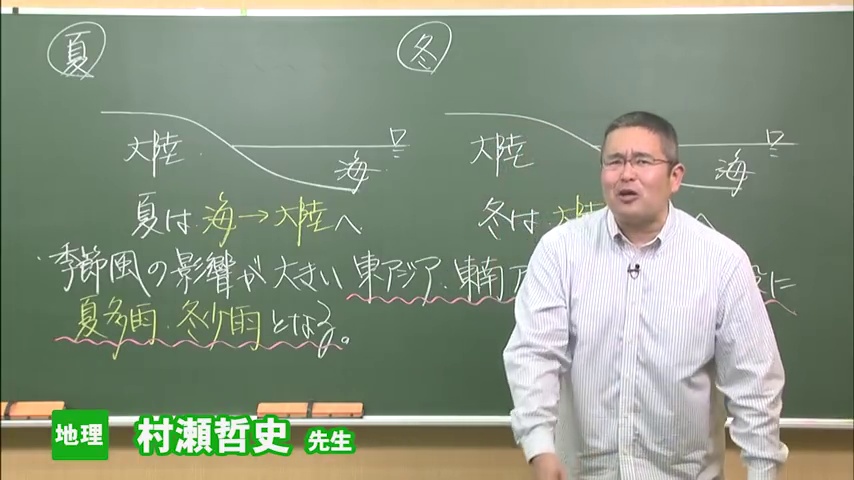 夏
冬
大陸 海
大陸 海
夏は 海→大陸へ
冬は 大陸 へ
季節風の影響が大きい東アジア・東南ア に
夏多雨・冬少雨となる。
地理 村瀬哲史 先生